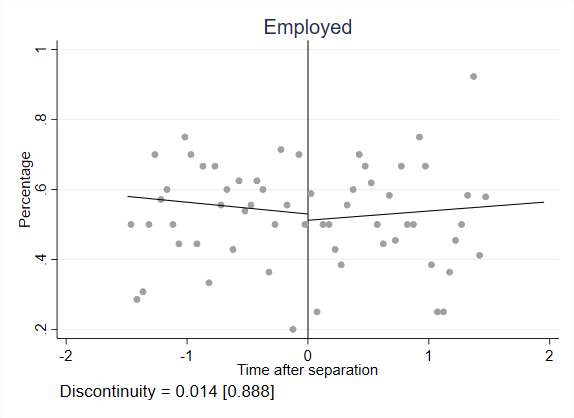 Employed
Percentage
1
.8
.6
.4
.2
-2 -1 0 1 2
Time after separation
Discontinuity = 0.014 [0.888]